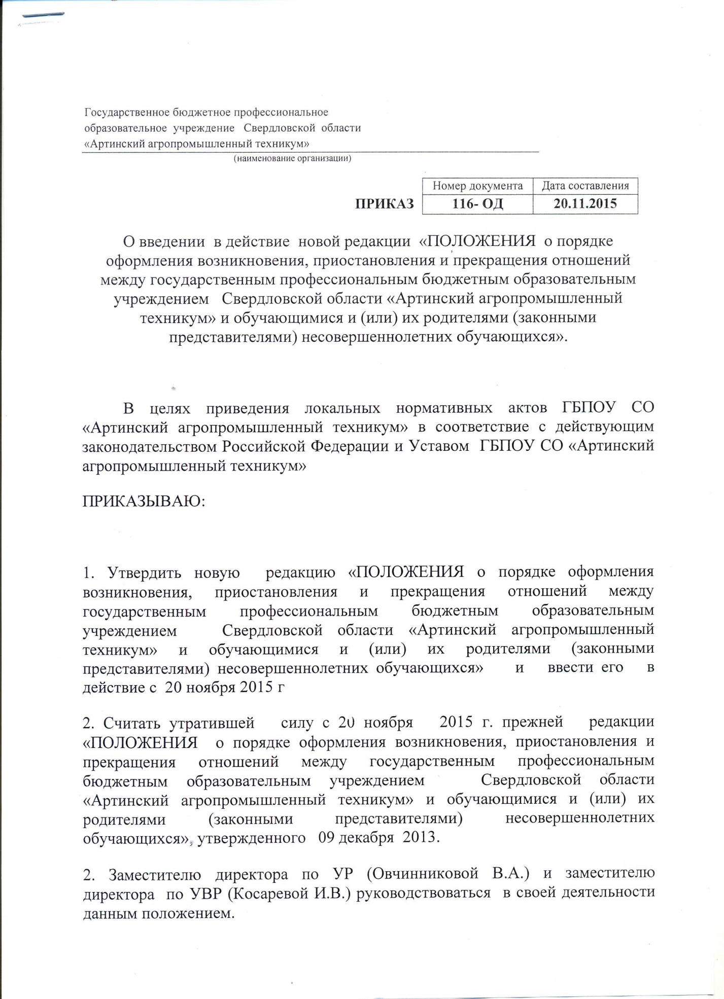 Государственное бюджетное профессиональное
образовательное учреждение Свердловской области
«Артинский агропромышленный техникум»
(наименование организации)
Номер документа Дата составления
ПРИКАЗ 116- ОД 20.11.2015
О введении в действие новой редакции «ПОЛОЖЕНИЯ о порядке
оформления возникновения, приостановления и прекращения отношений
между государственным профессиональным бюджетным образовательным
учреждением Свердловской области «Артинский агропромышленный
техникум» и обучающимися и (или) их родителями (законными
представителями) несовершеннолетних обучающихся».
В целях приведения локальных нормативных актов ГБПОУ СО
«Артинский агропромышленный техникум» в соответствие с действующим
законодательством Российской Федерации и Уставом ГБПОУ СО «Артинский
агропромышленный техникум»
ПРИКАЗЫВАЮ:
1. Утвердить новую редакцию «ПОЛОЖЕНИЯ о порядке оформления
возникновения, приостановления и прекращения отношений между
государственным профессиональным бюджетным образовательным
учреждением Свердловской области «Артинский агропромышленный
техникум» и обучающимися и (или) их родителями (законными
представителями) несовершеннолетних обучающихся» и ввести его в
действие с 20 ноября 2015 г
2. Считать утратившей силу с 20 ноября 2015 г. прежней редакции
«ПОЛОЖЕНИЯ о порядке оформления возникновения, приостановления и
прекращения отношений между государственным профессиональным
бюджетным образовательным учреждением Свердловской области
«Артинский агропромышленный техникум» и обучающимися и (или) их
родителями (законными представителями) несовершеннолетних
обучающихся», утвержденного 09 декабря 2013.
2. Заместителю директора по УР (Овчинниковой В.А.) и заместителю
директора по УВР (Косаревой И.В.) руководствоваться в своей деятельности
данным положением.